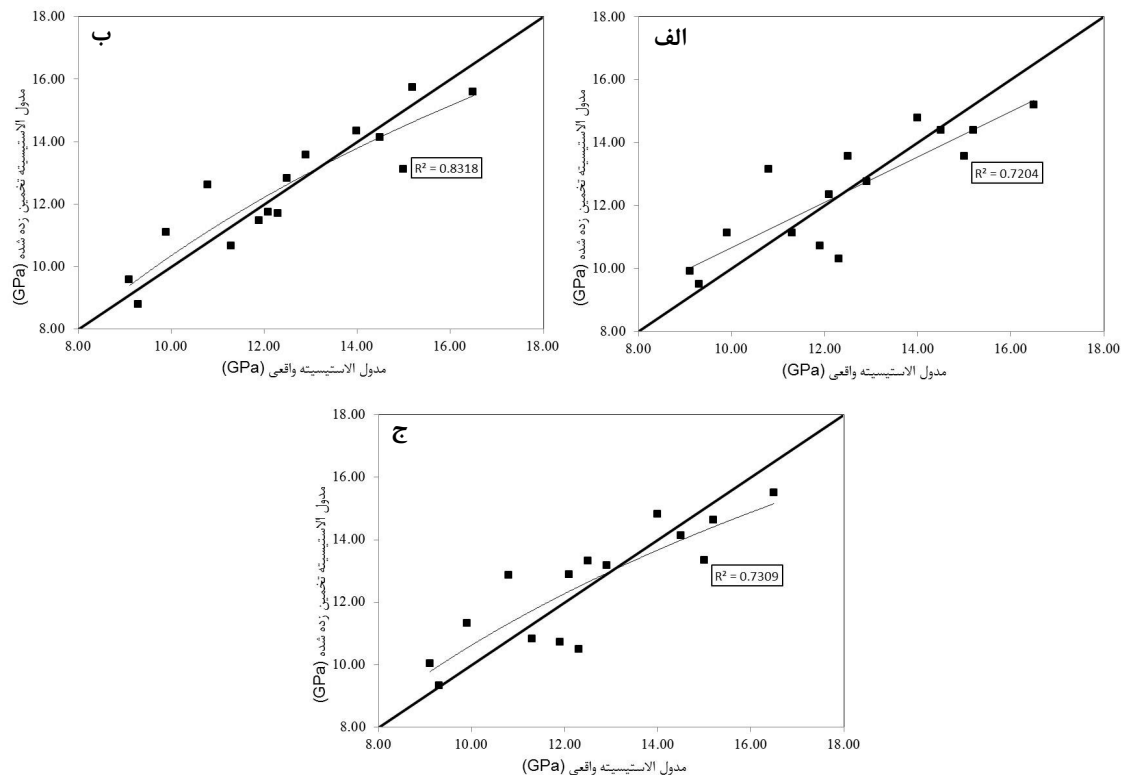 الف
18.00
16.00
14.00
12.00
10.00
8.00
مدول الاستیسیته تخمین زده شده (GPa)
R² = 0.7204
8.00 10.00 12.00 14.00 16.00 18.00
مدول الاستیسیته واقعی (GPa)
ب
18.00
16.00
14.00
12.00
10.00
8.00
مدول الاستیسیته تخمین زده شده (GPa)
R² = 0.8318
8.00 10.00 12.00 14.00 16.00 18.00
مدول الاستیسیته واقعی (GPa)
ج
18.00
16.00
14.00
12.00
10.00
8.00
مدول الاستیسیته تخمین زده شده (GPa)
R² = 0.7309
8.00 10.00 12.00 14.00 16.00 18.00
مدول الاستیسیته واقعی (GPa)